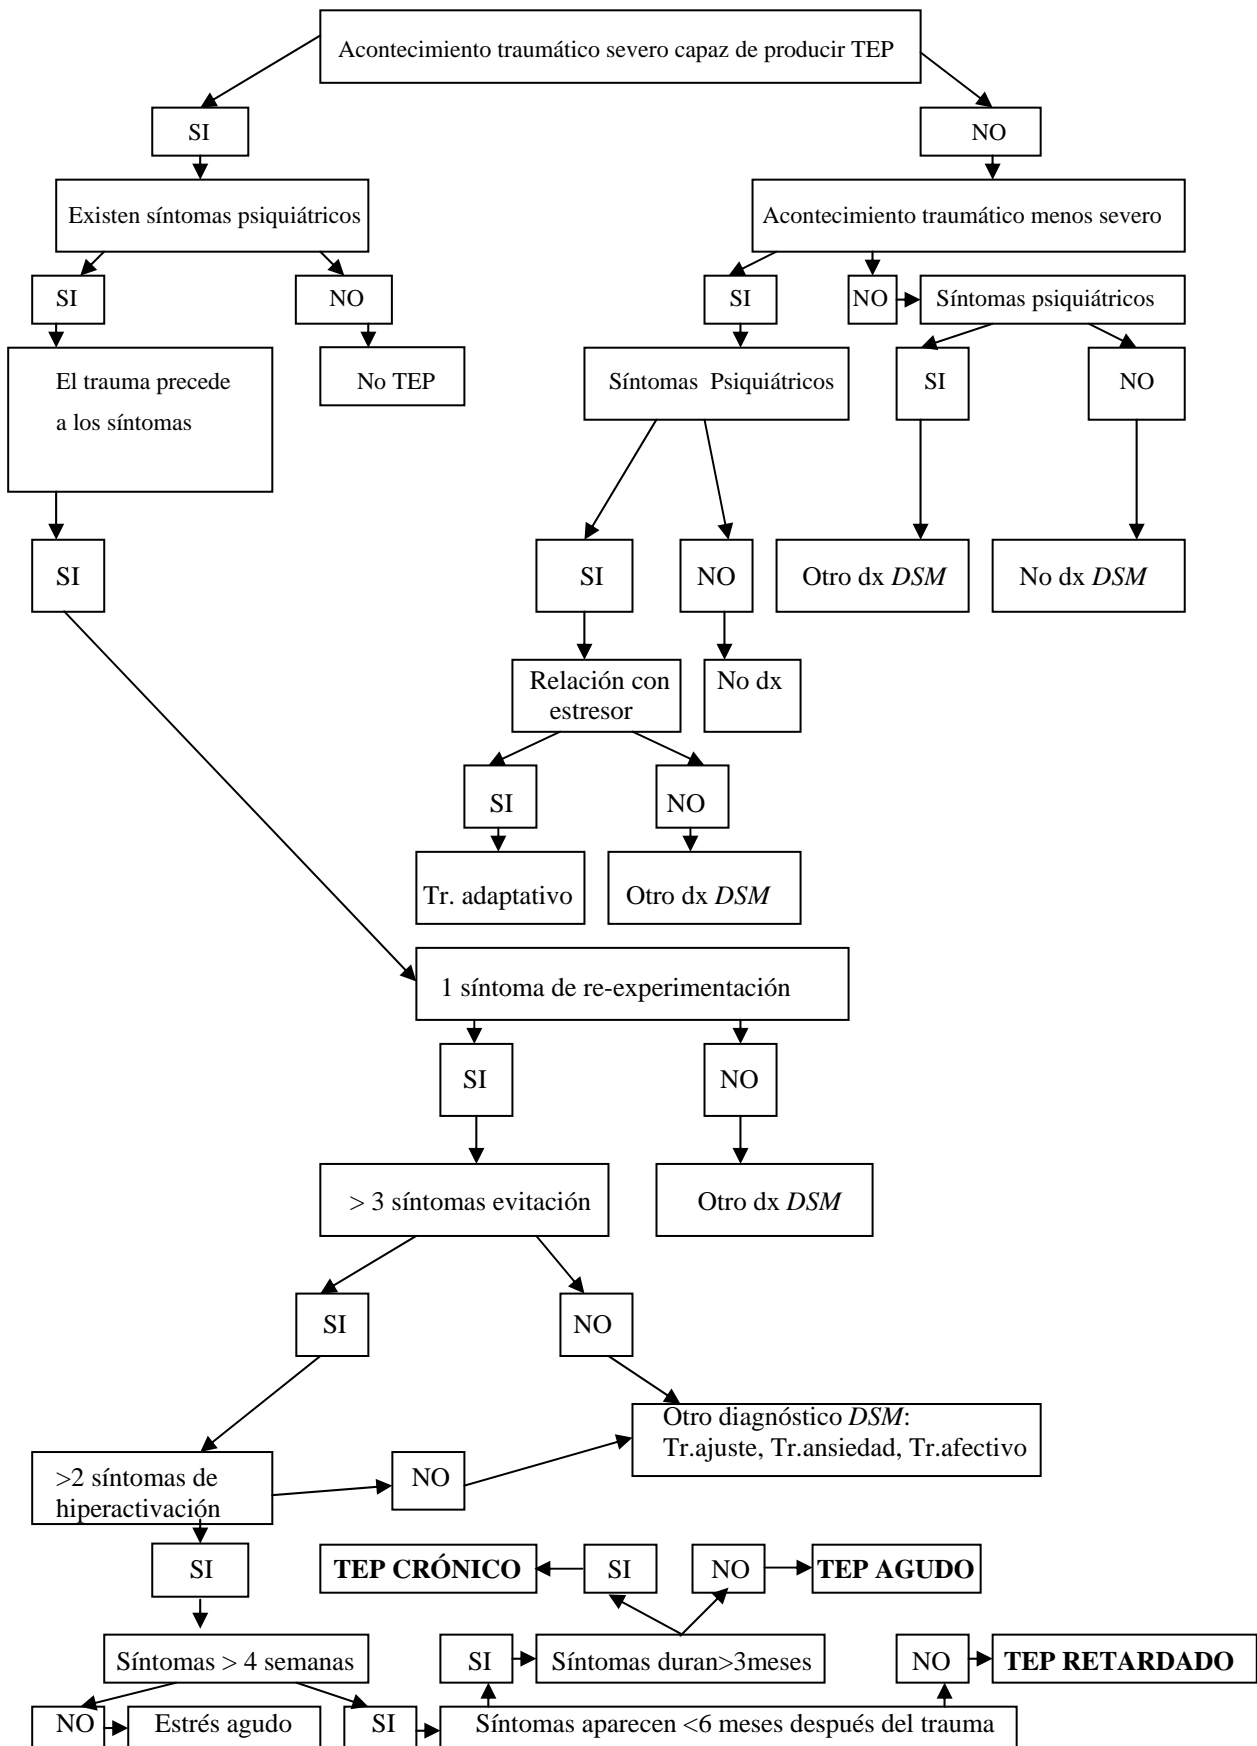 Acontecimiento traumático severo capaz de producir TEP
SI
NO
Existen síntomas psiquiátricos
Acontecimiento traumático menos severo
SI
NO
SI
NO
Síntomas psiquiátricos
El trauma precede
a los síntomas
No TEP
Síntomas Psiquiátricos
SI
NO
SI
SI
NO
Otro dx DSM
No dx DSM
Relación con
estresor
No dx
SI
NO
Tr. adaptativo
Otro dx DSM
1 síntoma de re-experimentación
SI
NO
> 3 síntomas evitación
Otro dx DSM
SI
NO
Otro diagnóstico DSM:
Tr.ajuste, Tr.ansiedad, Tr.afectivo
>2 síntomas de
hiperactivación
NO
SI
TEP CRÓNICO
SI
NO
TEP AGUDO
Síntomas > 4 semanas
SI
Síntomas duran>3meses
NO
TEP RETARDADO
NO
Estrés agudo
SI
Síntomas aparecen <6 meses después del trauma